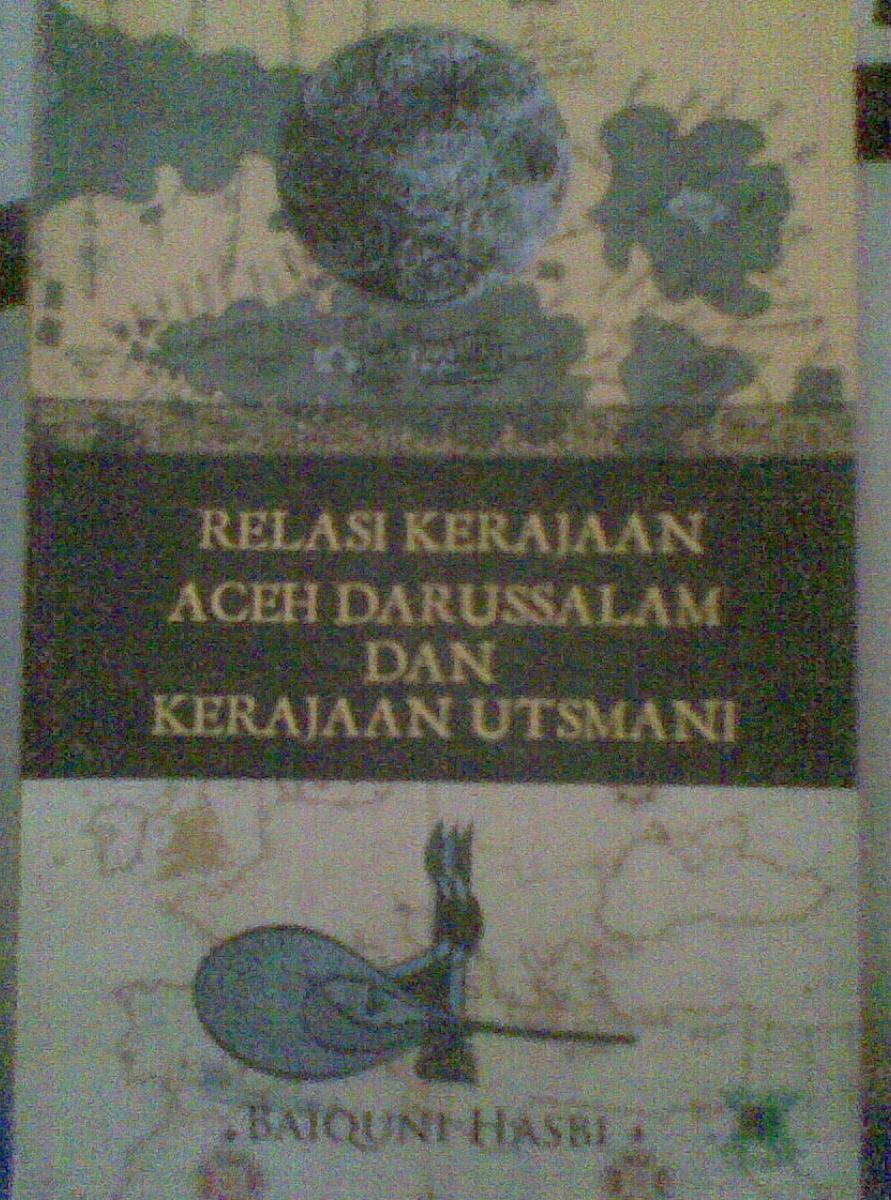 RELASI KERAJAAN
ACEH DARUSSALAM
DAN
KERAJAAN UTSMANI
BAIQUNI HASBI